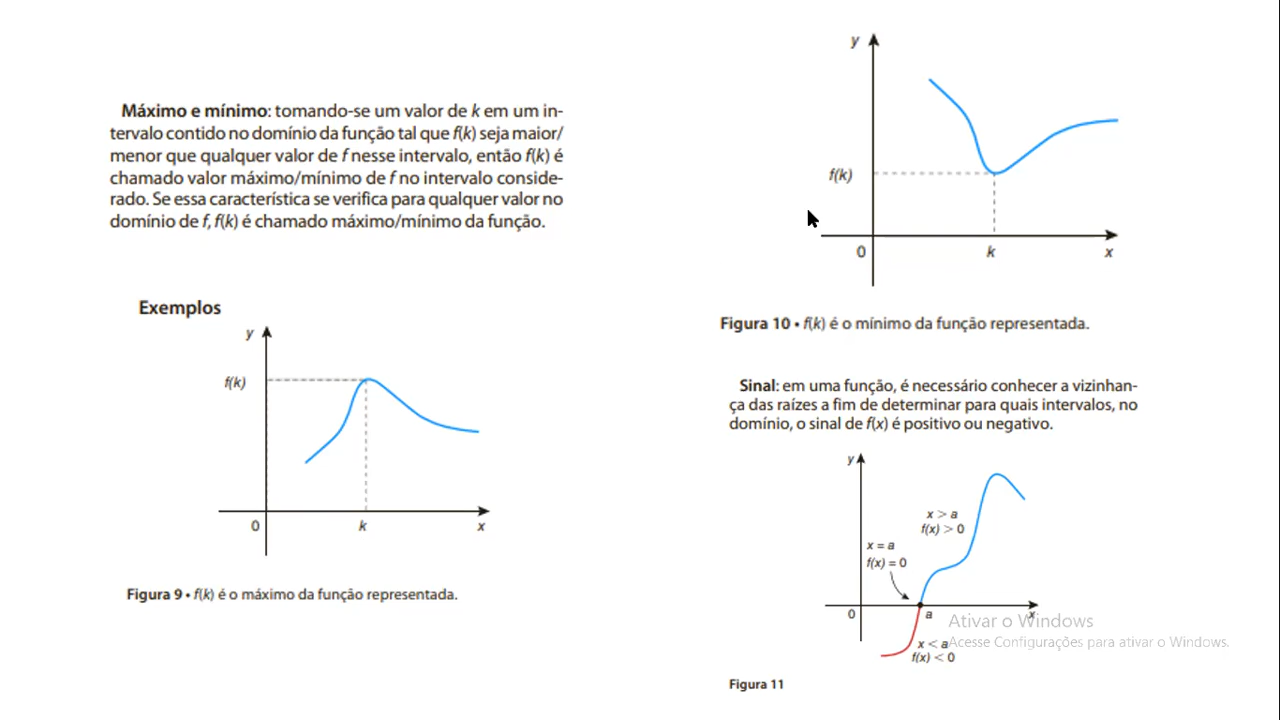 Máximo e mínimo: tomando-se um valor de k em um in-
tervalo contido no domínio da função tal que f(k) seja maior/
menor que qualquer valor de f nesse intervalo, então f(k) é
chamado valor máximo/mínimo de f no intervalo conside-
rado. Se essa característica se verifica para qualquer valor no
domínio de f, f(k) é chamado máximo/mínimo da função.
Exemplos
y
f(k)
0
k
x
Figura 9 • f(k) é o máximo da função representada.
y
f(k)
0
k
x
Figura 10 • f(k) é o mínimo da função representada.
Sinal: em uma função, é necessário conhecer a vizinhan-
ça das raízes a fim de determinar para quais intervalos, no
domínio, o sinal de f(x) é positivo ou negativo.
y
x > a
f(x) > 0
x = a
f(x) = 0
0
a
x
x < a
f(x) < 0
Figura 11
Ativar o Windows
Acesse Configurações para ativar o Windows.